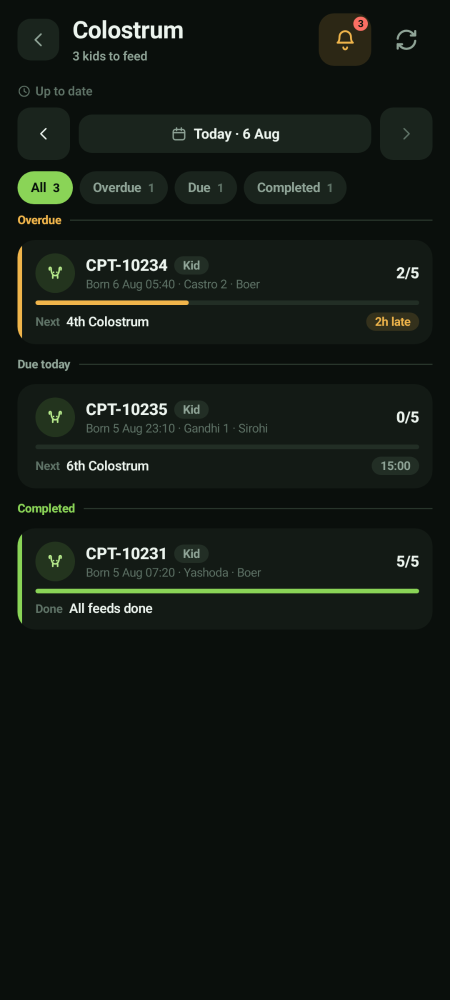 Colostrum
3 kids to feed
3
Up to date
Today · 6 Aug
All 3
Overdue 1
Due 1
Completed 1
Overdue
CPT-10234 Kid
Born 6 Aug 05:40 · Castro 2 · Boer
2/5
Next 4th Colostrum
2h late
Due today
CPT-10235 Kid
Born 5 Aug 23:10 · Gandhi 1 · Sirohi
0/5
Next 6th Colostrum
15:00
Completed
CPT-10231 Kid
Born 5 Aug 07:20 · Yashoda · Boer
5/5
Done All feeds done